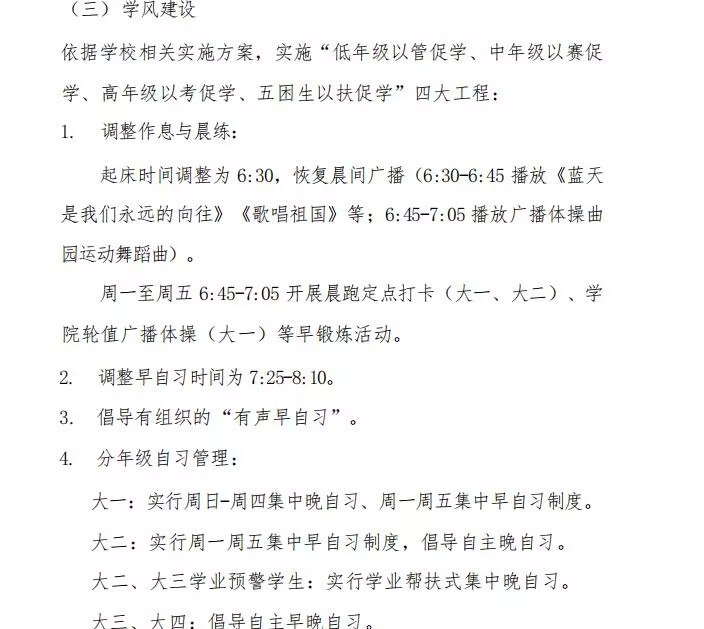 （三）学风建设
依据学校相关实施方案，实施“低年级以管促学、中年级以赛促
学、高年级以考促学、五困生以扶促学”四大工程：
1. 调整作息与晨练：
起床时间调整为 6:30，恢复晨间广播（6:30-6:45 播放《蓝天
是我们永远的向往》《歌唱祖国》等；6:45-7:05 播放广播体操曲
园运动舞蹈曲）。
周一至周五 6:45-7:05 开展晨跑定点打卡（大一、大二）、学
院轮值广播体操（大一）等早锻炼活动。
2. 调整早自习时间为 7:25-8:10。
3. 倡导有组织的“有声早自习”。
4. 分年级自习管理：
大一：实行周日-周四集中晚自习、周一周五集中早自习制度。
大二：实行周一周五集中早自习制度，倡导自主晚自习。
大二、大三学业预警学生：实行学业帮扶式集中晚自习。
大三、大四：倡导自主早晚自习。